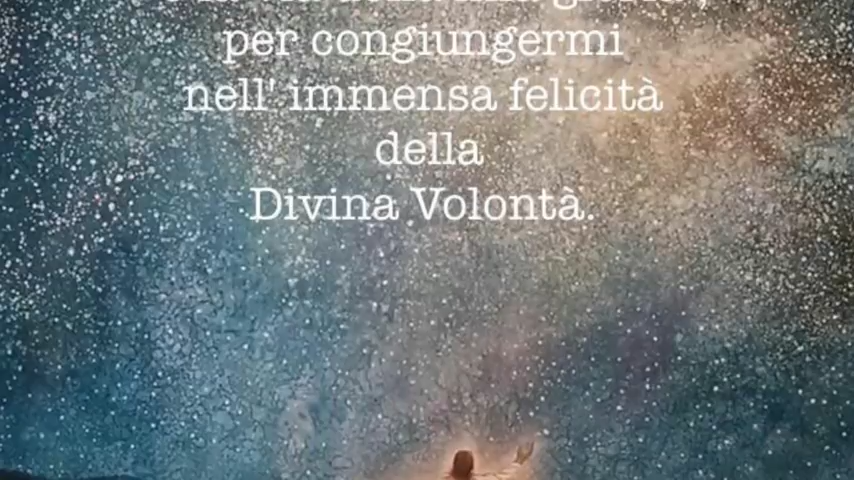 per congiungermi
nell' immensa felicità
della
Divina Volontà.